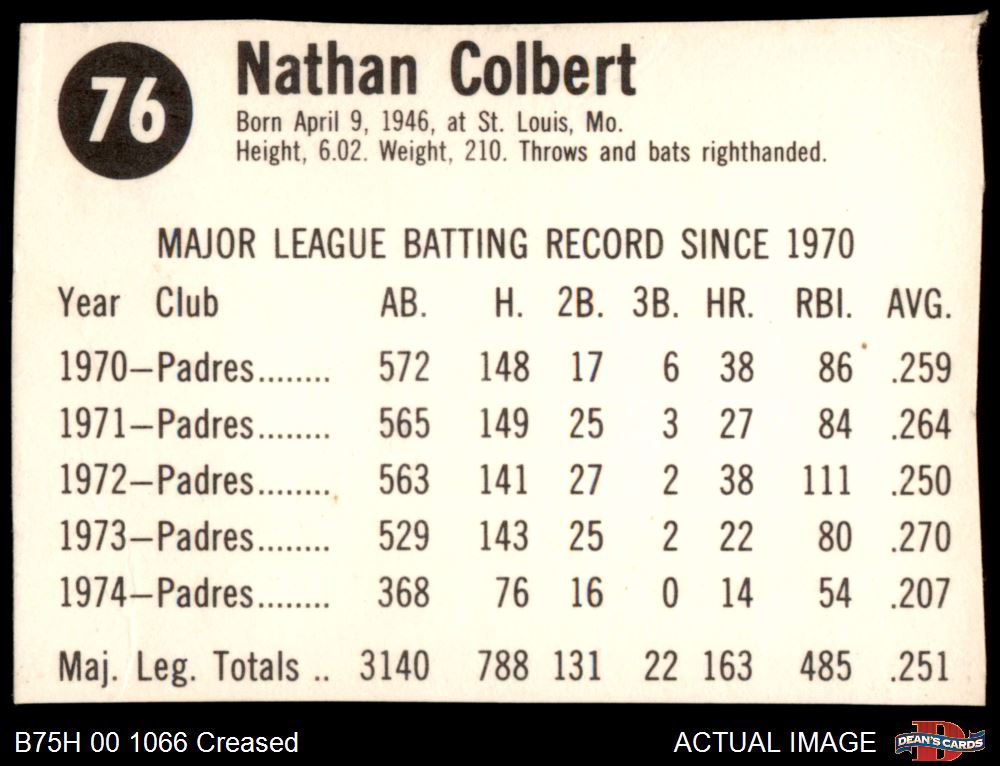 76
Nathan Colbert
Born April 9, 1946, at St. Louis, Mo.
Height, 6.02. Weight, 210. Throws and bats righthanded.
MAJOR LEAGUE BATTING RECORD SINCE 1970
Year Club AB. H. 2B. 3B. HR. RBI. AVG.
1970—Padres........ 572 148 17 6 38 86 .259
1971—Padres........ 565 149 25 3 27 84 .264
1972—Padres........ 563 141 27 2 38 111 .250
1973—Padres........ 529 143 25 2 22 80 .270
1974—Padres........ 368 76 16 0 14 54 .207
Maj. Leg. Totals .. 3140 788 131 22 163 485 .251
B75H 00 1066 Creased
ACTUAL IMAGE
D
DEAN'S CARDS